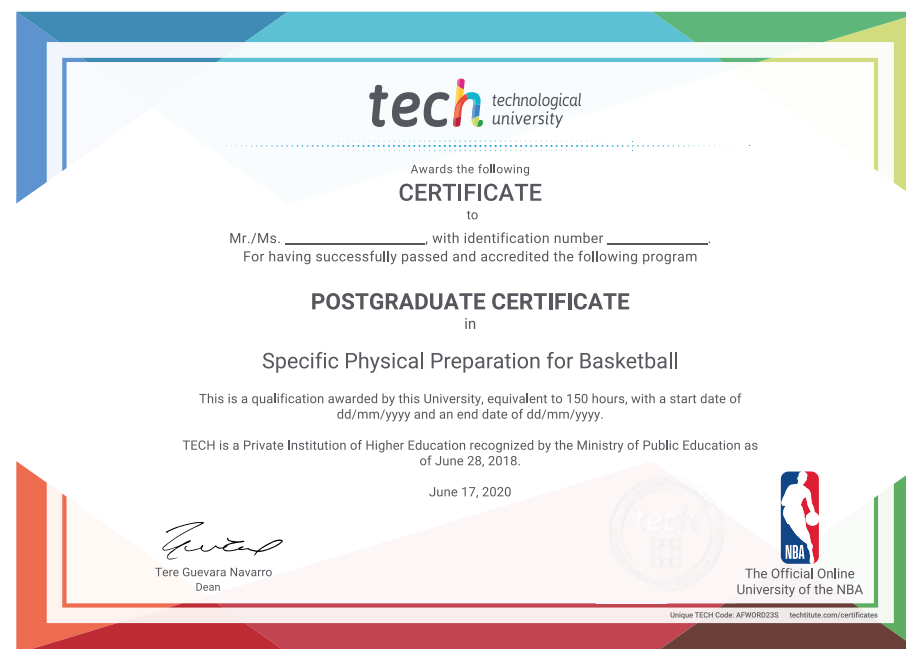 tech technological
university
Awards the following
CERTIFICATE
to
Mr./Ms. ____________________, with identification number ______________.
For having successfully passed and accredited the following program
POSTGRADUATE CERTIFICATE
in
Specific Physical Preparation for Basketball
This is a qualification awarded by this University, equivalent to 150 hours, with a start date of
dd/mm/yyyy and an end date of dd/mm/yyyy.
TECH is a Private Institution of Higher Education recognized by the Ministry of Public Education as
of June 28, 2018.
June 17, 2020
tech
NBA
Tere Guevara Navarro
Dean
The Official Online
University of the NBA
Unique TECH Code: AFWORD23S techtitute.com/certificates